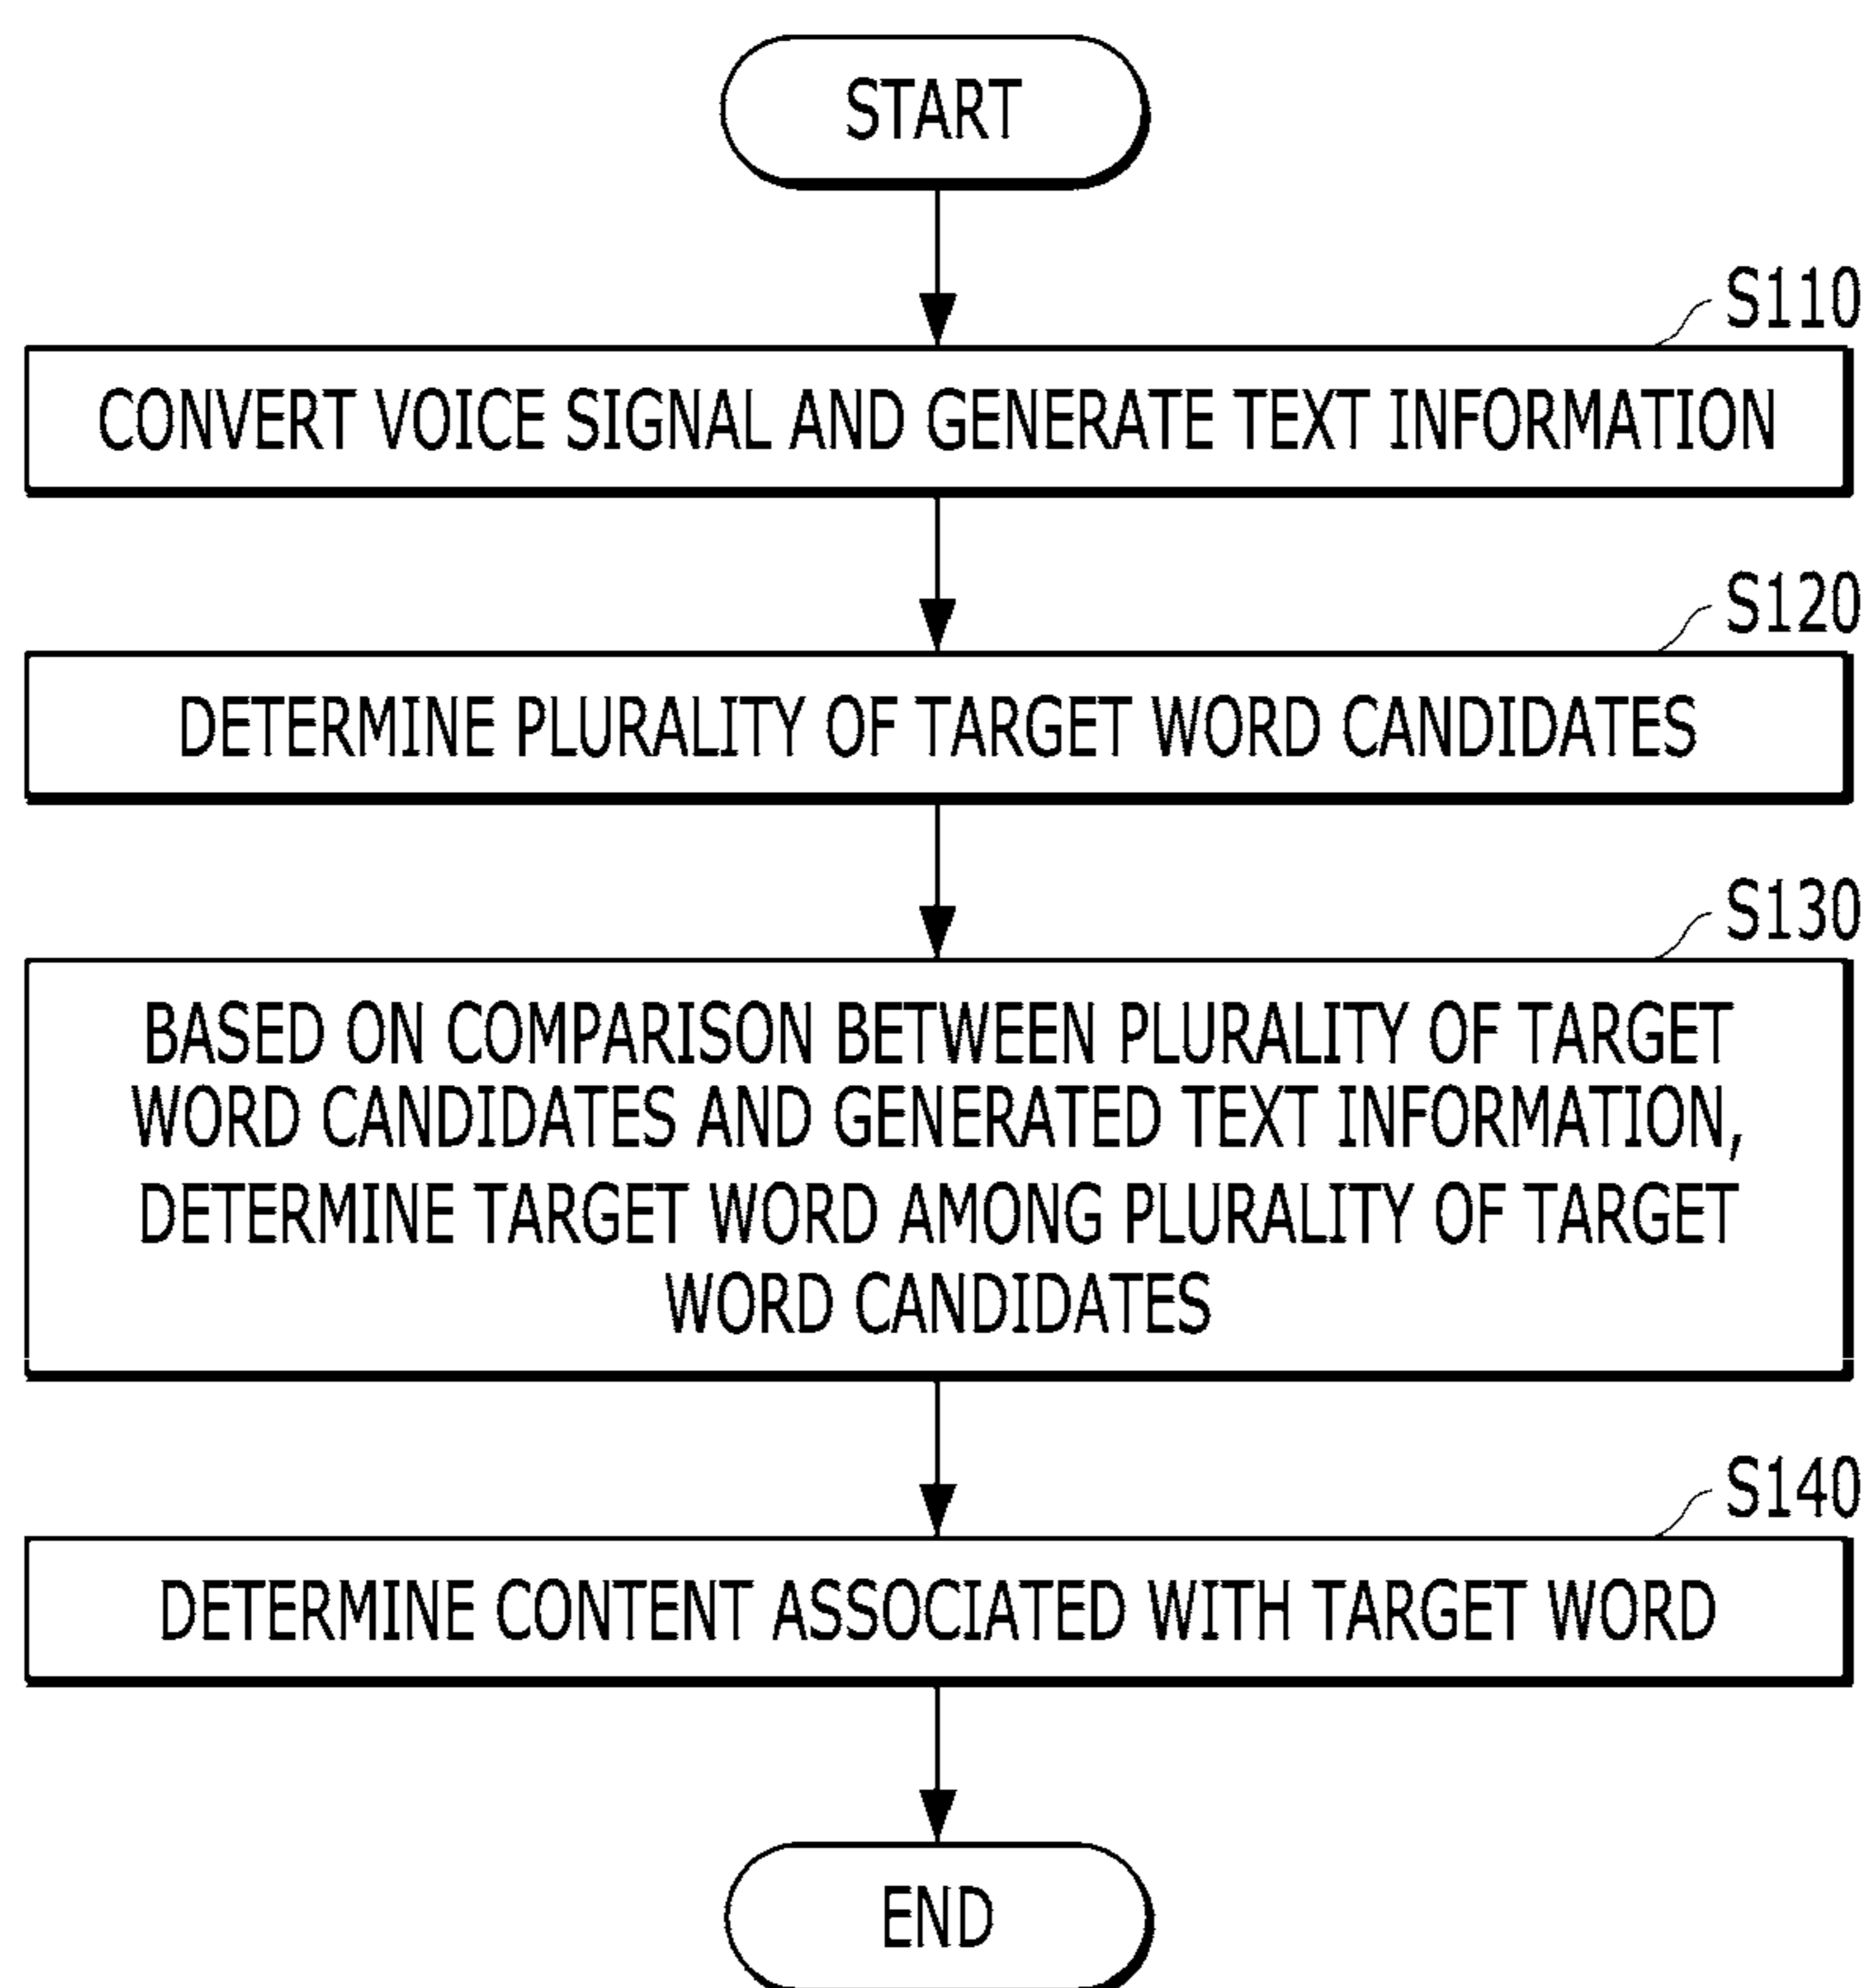 START
S110
CONVERT VOICE SIGNAL AND GENERATE TEXT INFORMATION
S120
DETERMINE PLURALITY OF TARGET WORD CANDIDATES
S130
BASED ON COMPARISON BETWEEN PLURALITY OF TARGET
WORD CANDIDATES AND GENERATED TEXT INFORMATION,
DETERMINE TARGET WORD AMONG PLURALITY OF TARGET
WORD CANDIDATES
S140
DETERMINE CONTENT ASSOCIATED WITH TARGET WORD
END